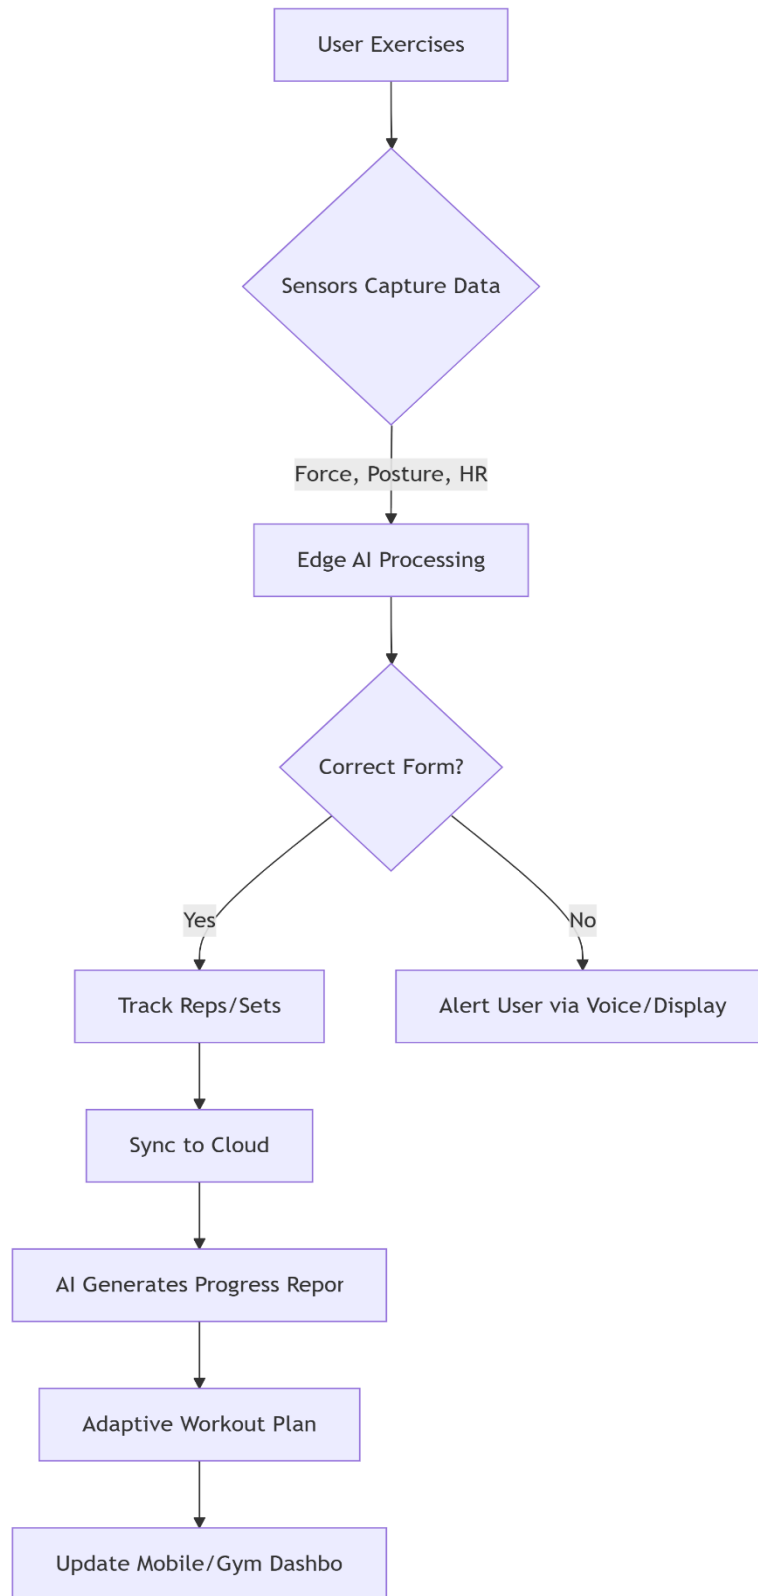 User Exercises
Sensors Capture Data
Force, Posture, HR
Edge AI Processing
Correct Form?
Yes
No
Track Reps/Sets
Alert User via Voice/Display
Sync to Cloud
AI Generates Progress Repor
Adaptive Workout Plan
Update Mobile/Gym Dashbo